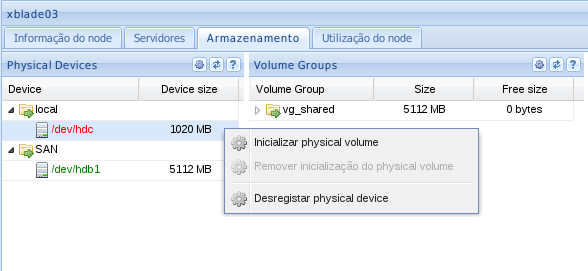 xblade03
Informação do node Servidores Armazenamento Utilização do node
Physical Devices ? Volume Groups ?
Device Device size Volume Group Size Free size
local vg_shared 5112 MB 0 bytes
/dev/hdc 1020 MB
SAN
/dev/hdb1 5112 MB
Inicializar physical volume
Remover inicialização do physical volume
Desregistar physical device